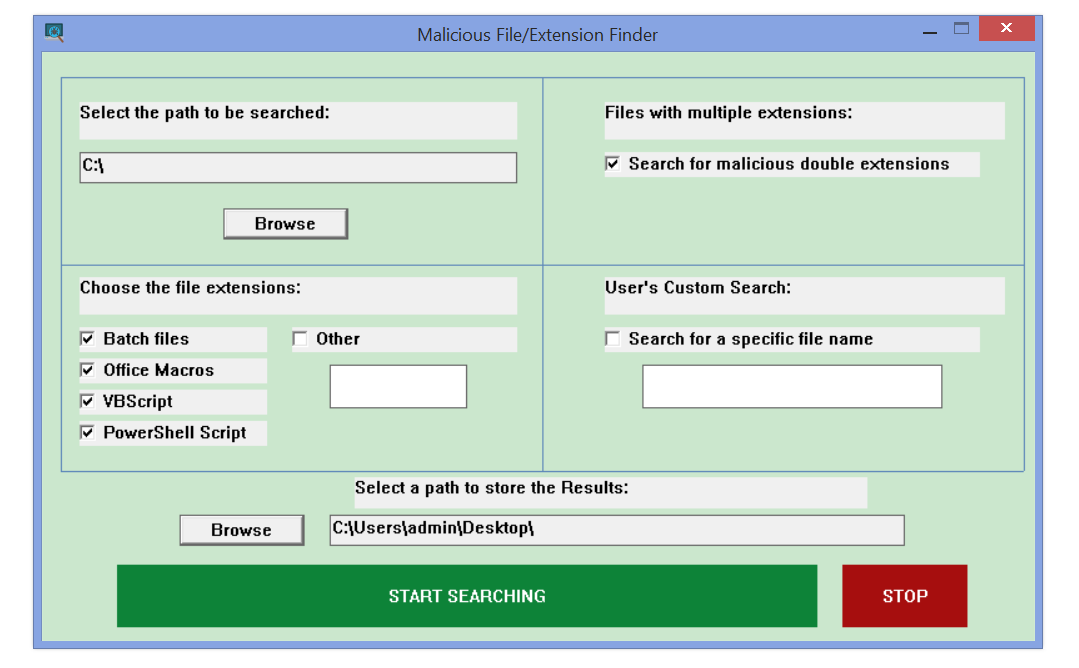 Malicious File/Extension Finder
Select the path to be searched:
C:\
Browse
Files with multiple extensions:
Search for malicious double extensions
Choose the file extensions:
Batch files
Other
Office Macros
VBScript
PowerShell Script
User's Custom Search:
Search for a specific file name
Select a path to store the Results:
Browse
C:\Users\admin\Desktop\
START SEARCHING
STOP